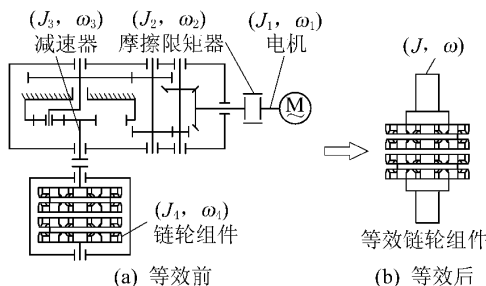 (J₃, ω₃) (J₂, ω₂) (J₁, ω₁)
减速器 摩擦限矩器 电机
M
(J₄, ω₄)
链轮组件
(a) 等效前
(J, ω)
等效链轮组件
(b) 等效后